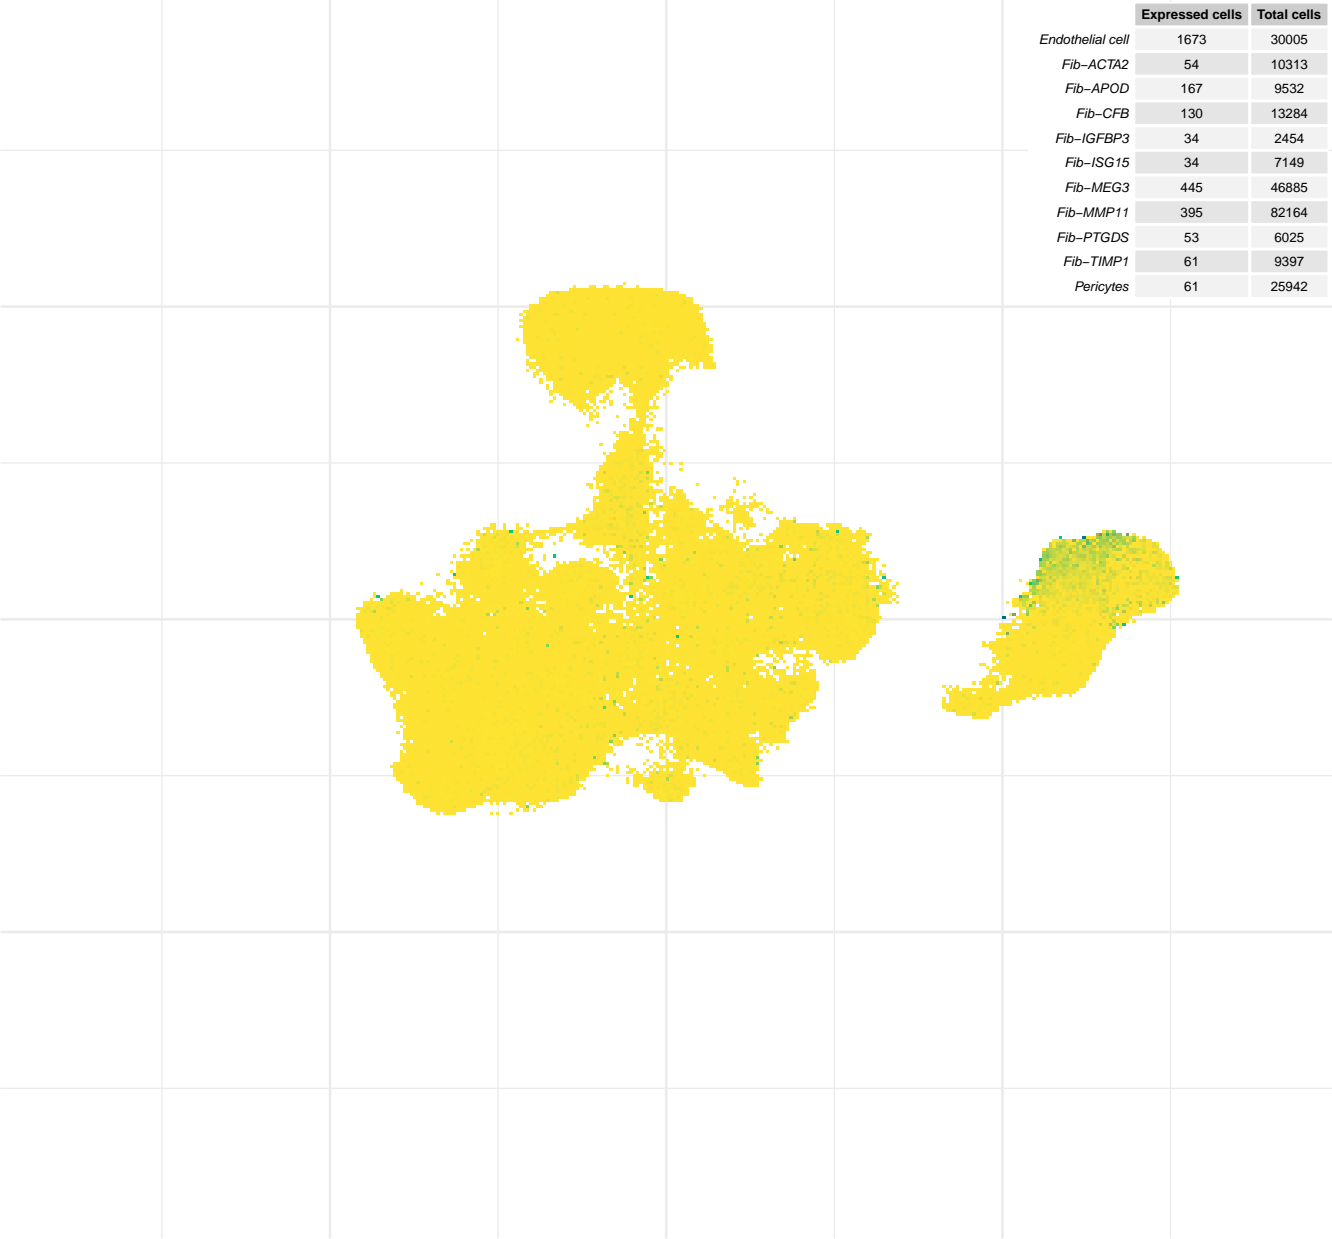 Expressed cells Total cells
Endothelial cell 1673 30005
Fib−ACTA2 54 10313
Fib−APOD 167 9532
Fib−CFB 130 13284
Fib−IGFBP3 34 2454
Fib−ISG15 34 7149
Fib−MEG3 445 46885
Fib−MMP11 395 82164
Fib−PTGDS 53 6025
Fib−TIMP1 61 9397
Pericytes 61 25942